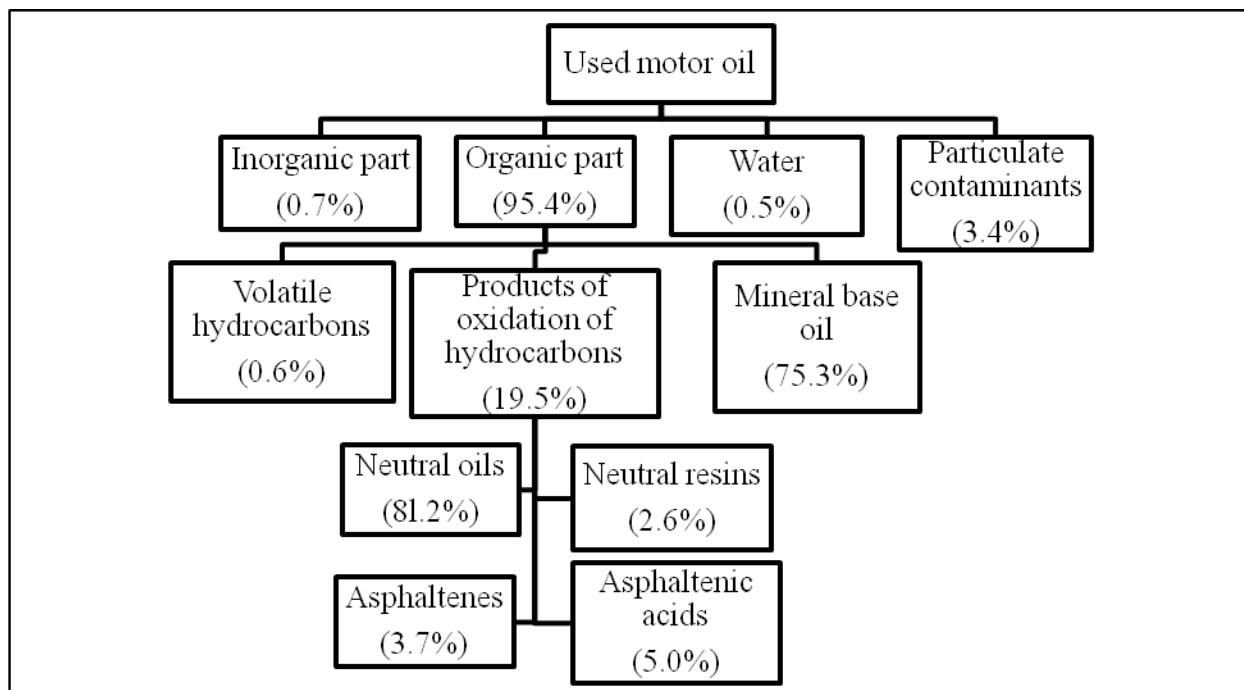 Used motor oil
Inorganic part
(0.7%)
Organic part
(95.4%)
Water
(0.5%)
Particulate
contaminants
(3.4%)
Volatile
hydrocarbons
(0.6%)
Products of
oxidation of
hydrocarbons
(19.5%)
Mineral base
oil
(75.3%)
Neutral oils
(81.2%)
Neutral resins
(2.6%)
Asphaltenes
(3.7%)
Asphaltenic
acids
(5.0%)